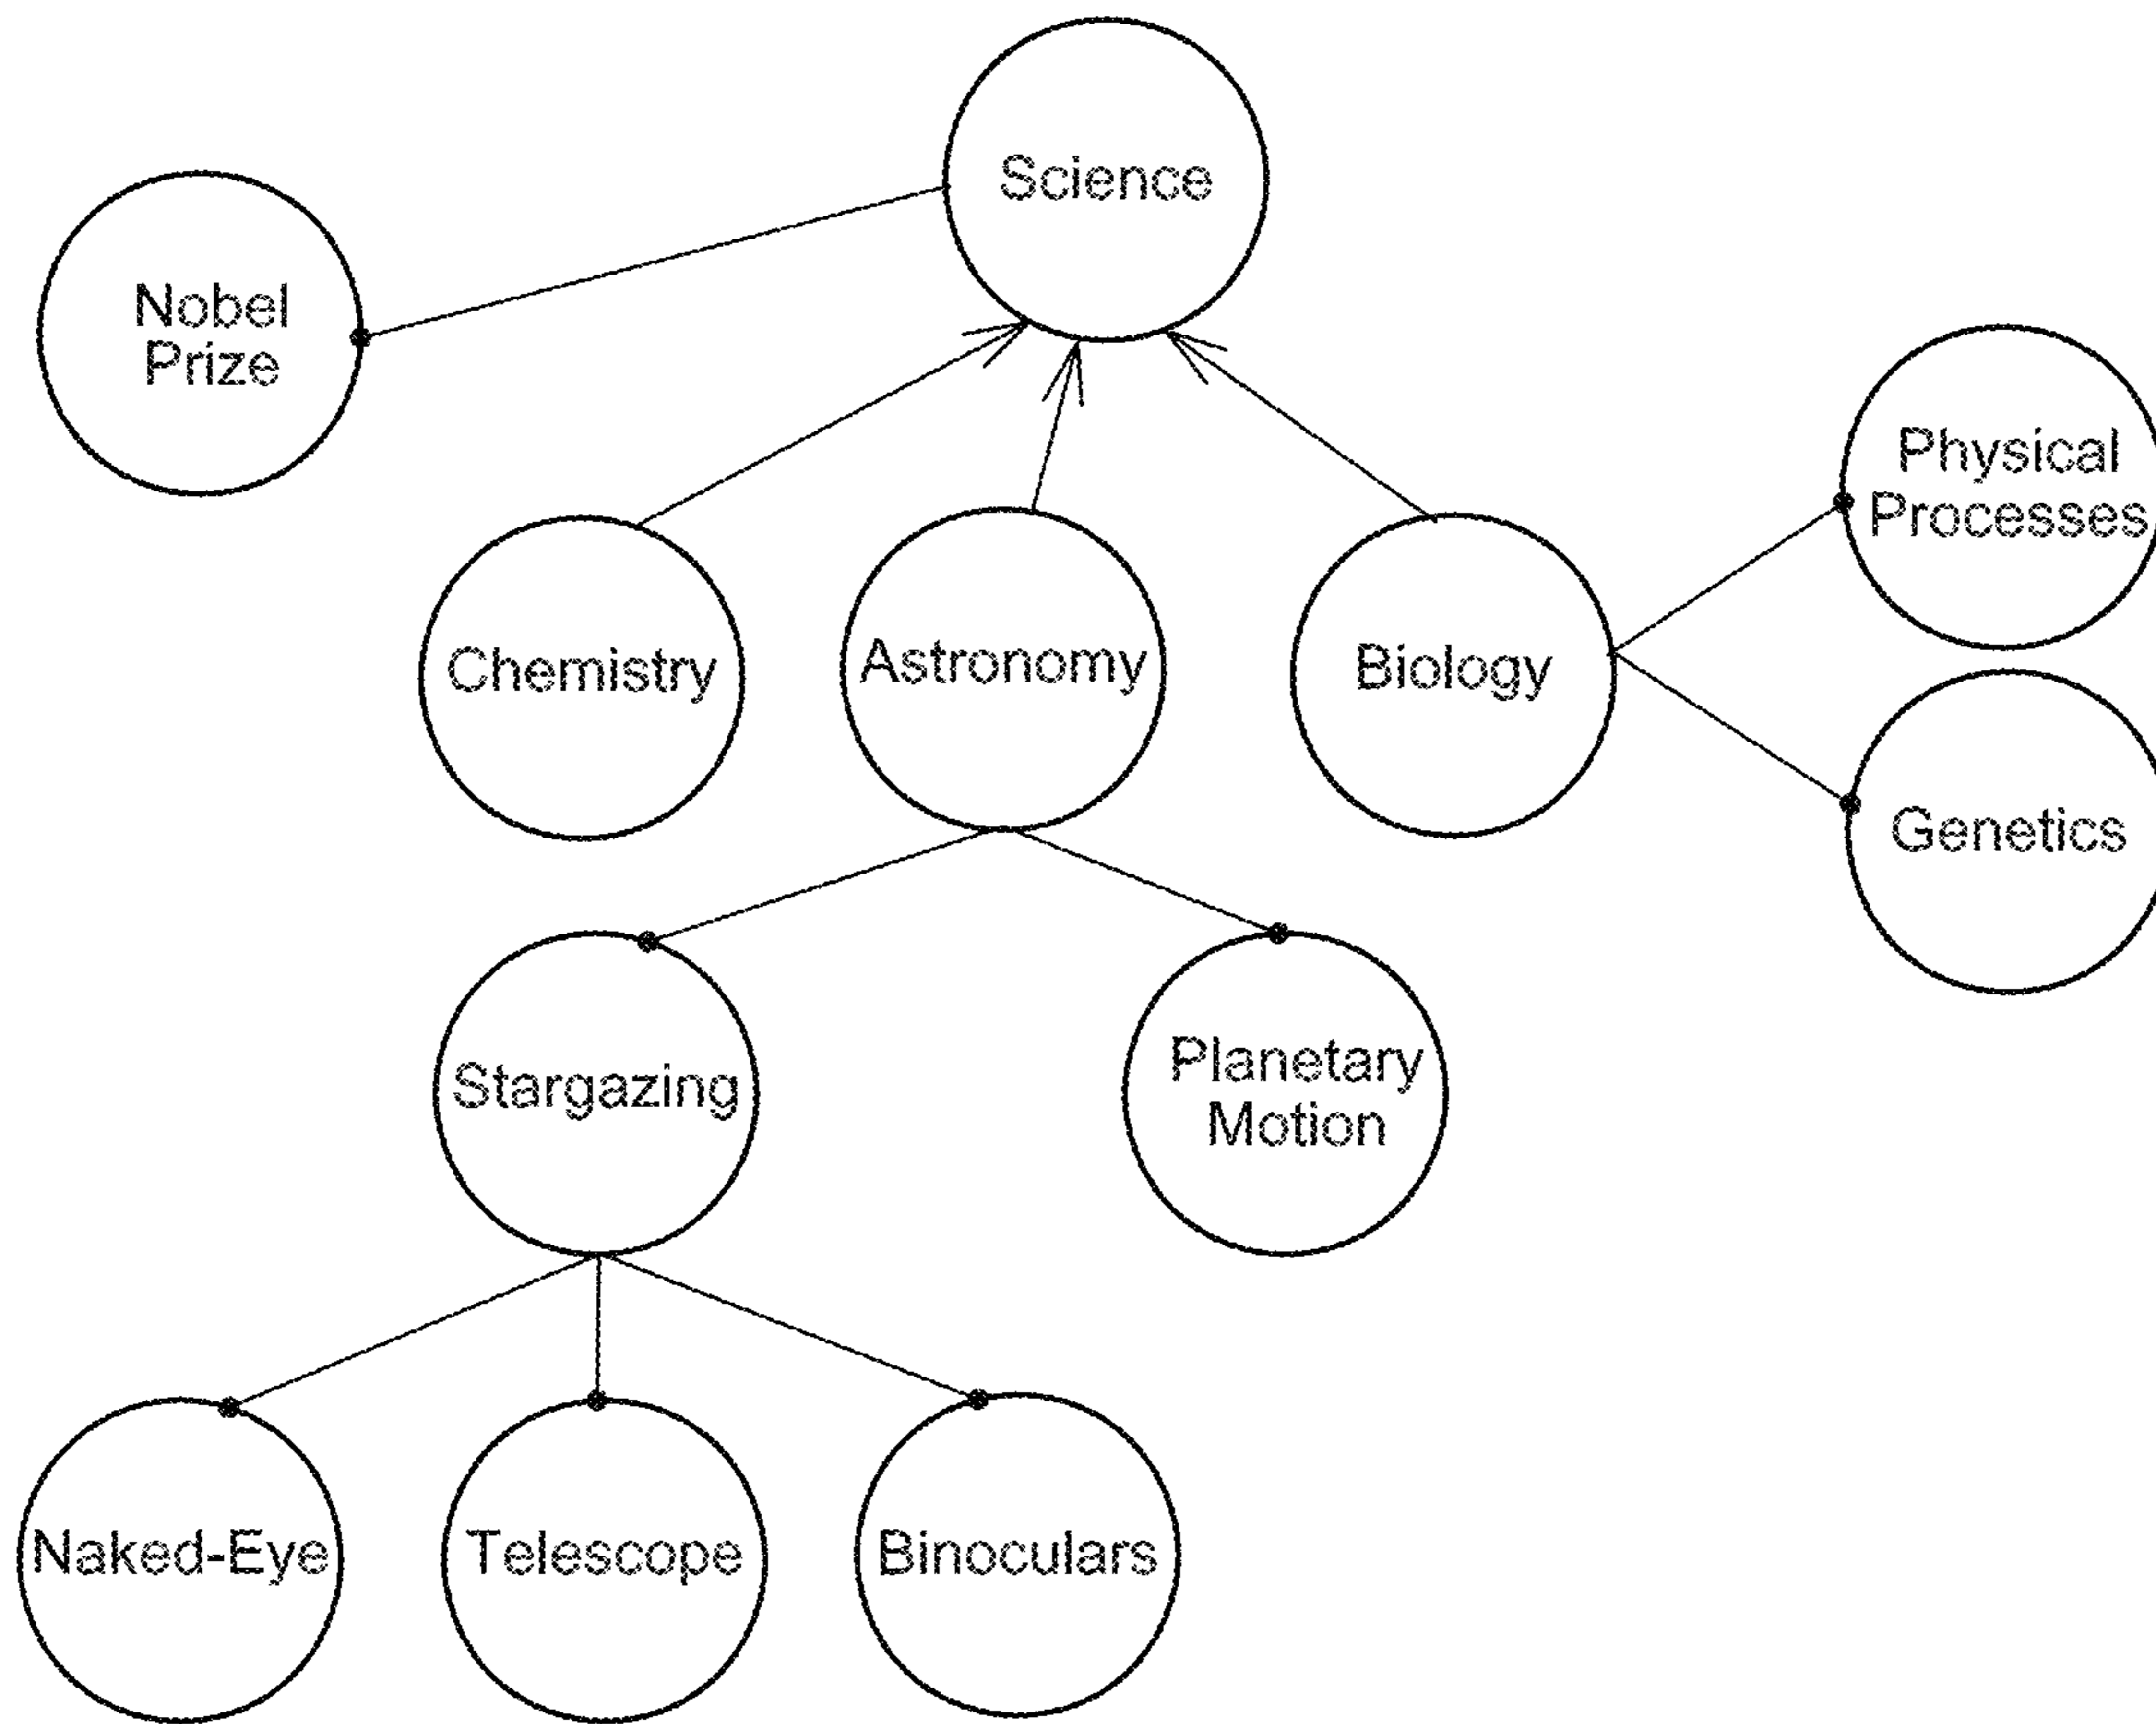 Science
Nobel
Prize
Physical
Processes
Chemistry
Astronomy
Biology
Genetics
Stargazing
Planetary
Motion
Naked-Eye
Telescope
Binoculars